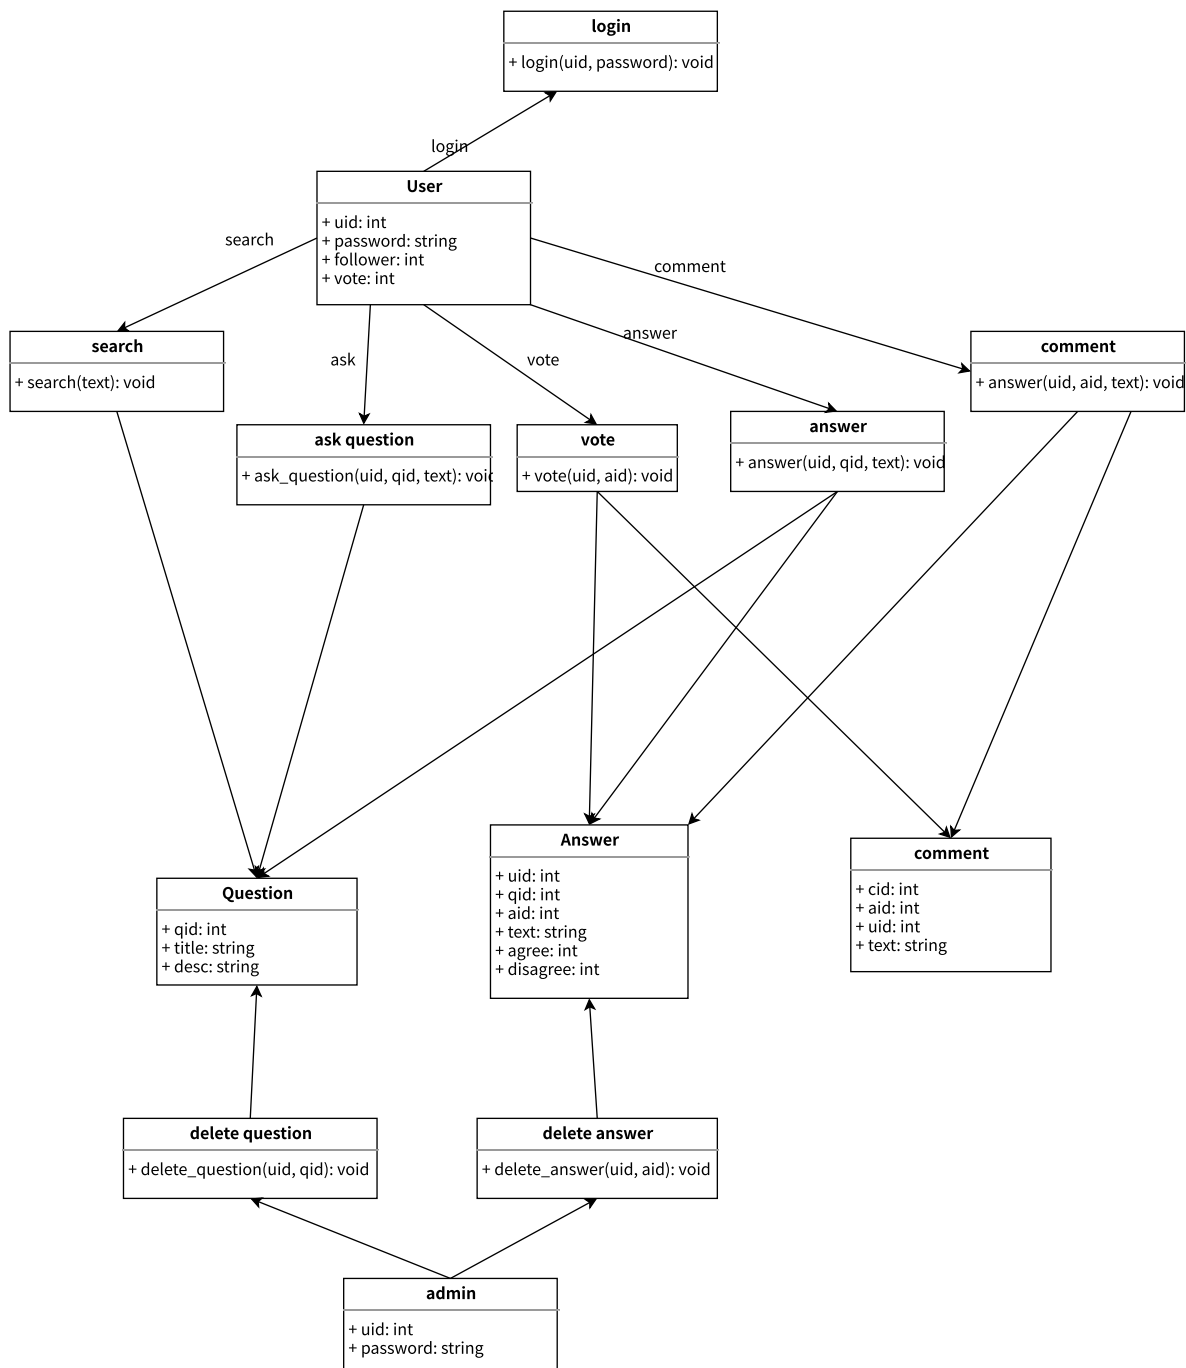 login
+ login(uid, password): void
login
User
+ uid: int
+ password: string
+ follower: int
+ vote: int
search
comment
answer
ask
vote
search
+ search(text): void
comment
+ answer(uid, aid, text): void
ask question
+ ask_question(uid, qid, text): void
vote
+ vote(uid, aid): void
answer
+ answer(uid, qid, text): void
Question
+ qid: int
+ title: string
+ desc: string
Answer
+ uid: int
+ qid: int
+ aid: int
+ text: string
+ agree: int
+ disagree: int
comment
+ cid: int
+ aid: int
+ uid: int
+ text: string
delete question
+ delete_question(uid, qid): void
delete answer
+ delete_answer(uid, aid): void
admin
+ uid: int
+ password: string